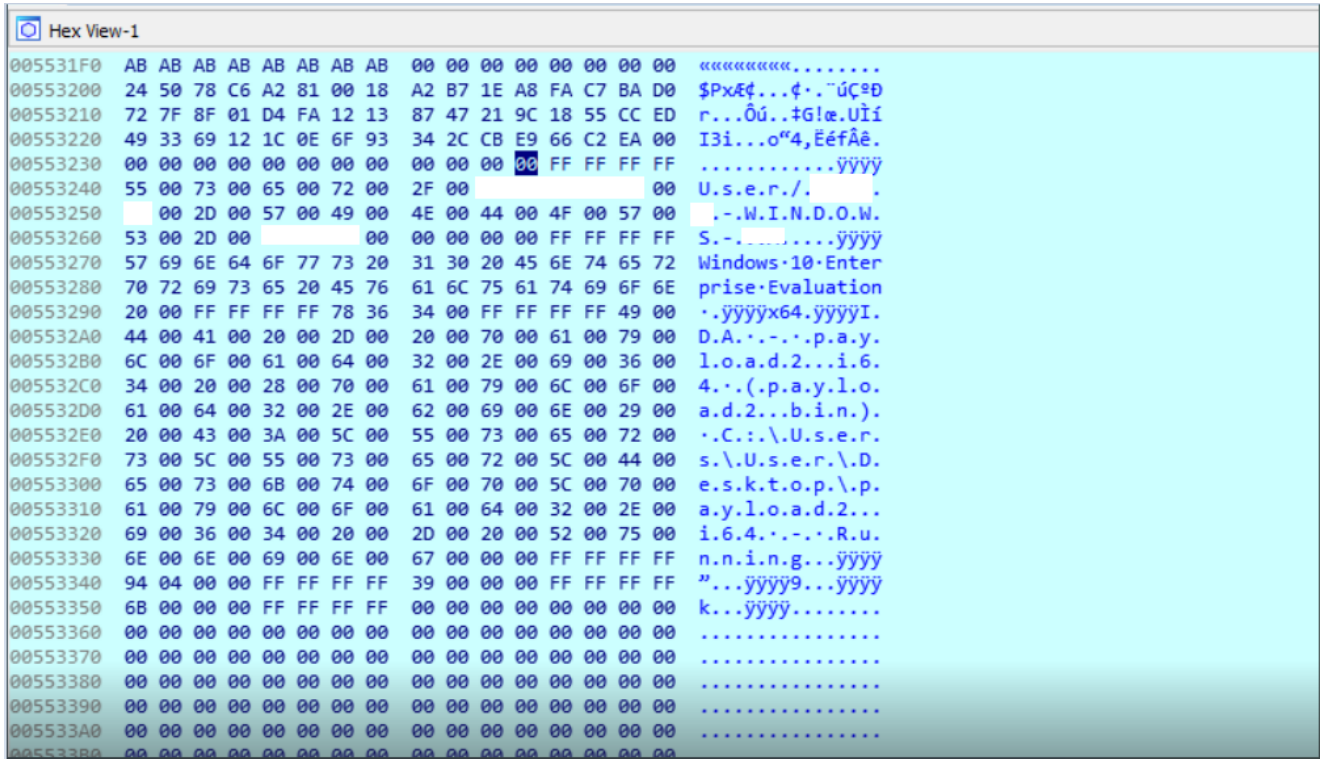 Hex View-1
005531F0 AB AB AB AB AB AB AB AB 00 00 00 00 00 00 00 00 ««««««««........
00553200 24 50 78 C6 A2 81 00 18 A2 B7 1E A8 FA C7 BA D0 $PxÆ¢...¢·.¨úÇºÐ
00553210 72 7F 8F 01 D4 FA 12 13 87 47 21 9C 18 55 CC ED r...Ôú..‡G!œ.UÌí
00553220 49 33 69 12 1C 0E 6F 93 34 2C CB E9 66 C2 EA 00 I3i...o“4,ËéfÂê.
00553230 00 00 00 00 00 00 00 00 00 00 00 00 FF FF FF FF ............ÿÿÿÿ
00553240 55 00 73 00 65 00 72 00 2F 00 00 U.s.e.r./. .
00553250 00 2D 00 57 00 49 00 4E 00 44 00 4F 00 57 00 .-.W.I.N.D.O.W.
00553260 53 00 2D 00 00 00 00 00 00 FF FF FF FF S.-. ....ÿÿÿÿ
00553270 57 69 6E 64 6F 77 73 20 31 30 20 45 6E 74 65 72 Windows·10·Enter
00553280 70 72 69 73 65 20 45 76 61 6C 75 61 74 69 6F 6E prise·Evaluation
00553290 20 00 FF FF FF FF 78 36 34 00 FF FF FF FF 49 00 ·.ÿÿÿÿx64.ÿÿÿÿI.
005532A0 44 00 41 00 20 00 2D 00 20 00 70 00 61 00 79 00 D.A.·.-.·.p.a.y.
005532B0 6C 00 6F 00 61 00 64 00 32 00 2E 00 69 00 36 00 l.o.a.d.2...i.6.
005532C0 34 00 20 00 28 00 70 00 61 00 79 00 6C 00 6F 00 4.·.(.p.a.y.l.o.
005532D0 61 00 64 00 32 00 2E 00 62 00 69 00 6E 00 29 00 a.d.2...b.i.n.).
005532E0 20 00 43 00 3A 00 5C 00 55 00 73 00 65 00 72 00 ·.C.:.\.U.s.e.r.
005532F0 73 00 5C 00 55 00 73 00 65 00 72 00 5C 00 44 00 s.\.U.s.e.r.\.D.
00553300 65 00 73 00 6B 00 74 00 6F 00 70 00 5C 00 70 00 e.s.k.t.o.p.\.p.
00553310 61 00 79 00 6C 00 6F 00 61 00 64 00 32 00 2E 00 a.y.l.o.a.d.2...
00553320 69 00 36 00 34 00 20 00 2D 00 20 00 52 00 75 00 i.6.4.·.-.·.R.u.
00553330 6E 00 6E 00 69 00 6E 00 67 00 00 00 FF FF FF FF n.n.i.n.g...ÿÿÿÿ
00553340 94 04 00 00 FF FF FF FF 39 00 00 00 FF FF FF FF ”...ÿÿÿÿ9...ÿÿÿÿ
00553350 6B 00 00 00 FF FF FF FF 00 00 00 00 00 00 00 00 k...ÿÿÿÿ........
00553360 00 00 00 00 00 00 00 00 00 00 00 00 00 00 00 00 ................
00553370 00 00 00 00 00 00 00 00 00 00 00 00 00 00 00 00 ................
00553380 00 00 00 00 00 00 00 00 00 00 00 00 00 00 00 00 ................
00553390 00 00 00 00 00 00 00 00 00 00 00 00 00 00 00 00 ................
005533A0 00 00 00 00 00 00 00 00 00 00 00 00 00 00 00 00 ................
005533B0 00 00 00 00 00 00 00 00 00 00 00 00 00 00 00 00